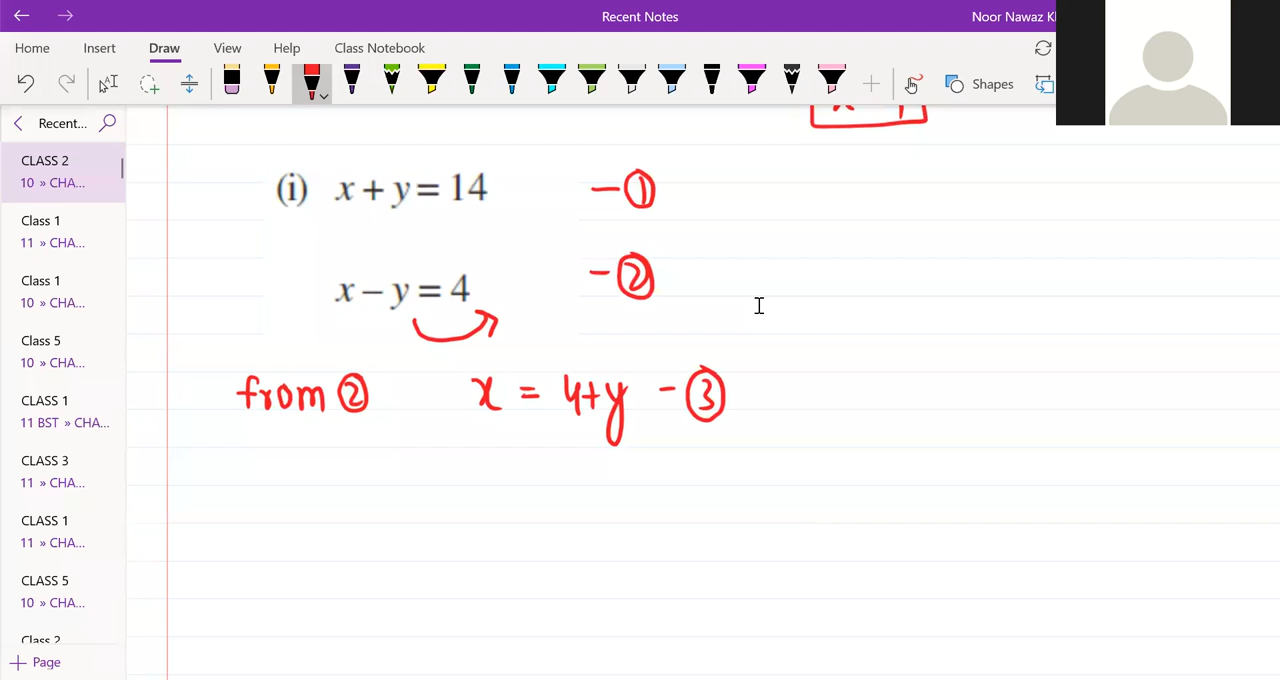 Recent Notes
Noor Nawaz
Home Insert Draw View Help Class Notebook
Shapes
Recent...
CLASS 2
10 » CHA...
Class 1
11 » CHA...
Class 1
10 » CHA...
Class 5
10 » CHA...
CLASS 1
11 BST » CHA...
CLASS 3
11 » CHA...
CLASS 1
11 » CHA...
CLASS 5
10 » CHA...
Class 2
+ Page
(i) x + y = 14 - ①
x – y = 4 - ②
from ② x = 4+y - ③